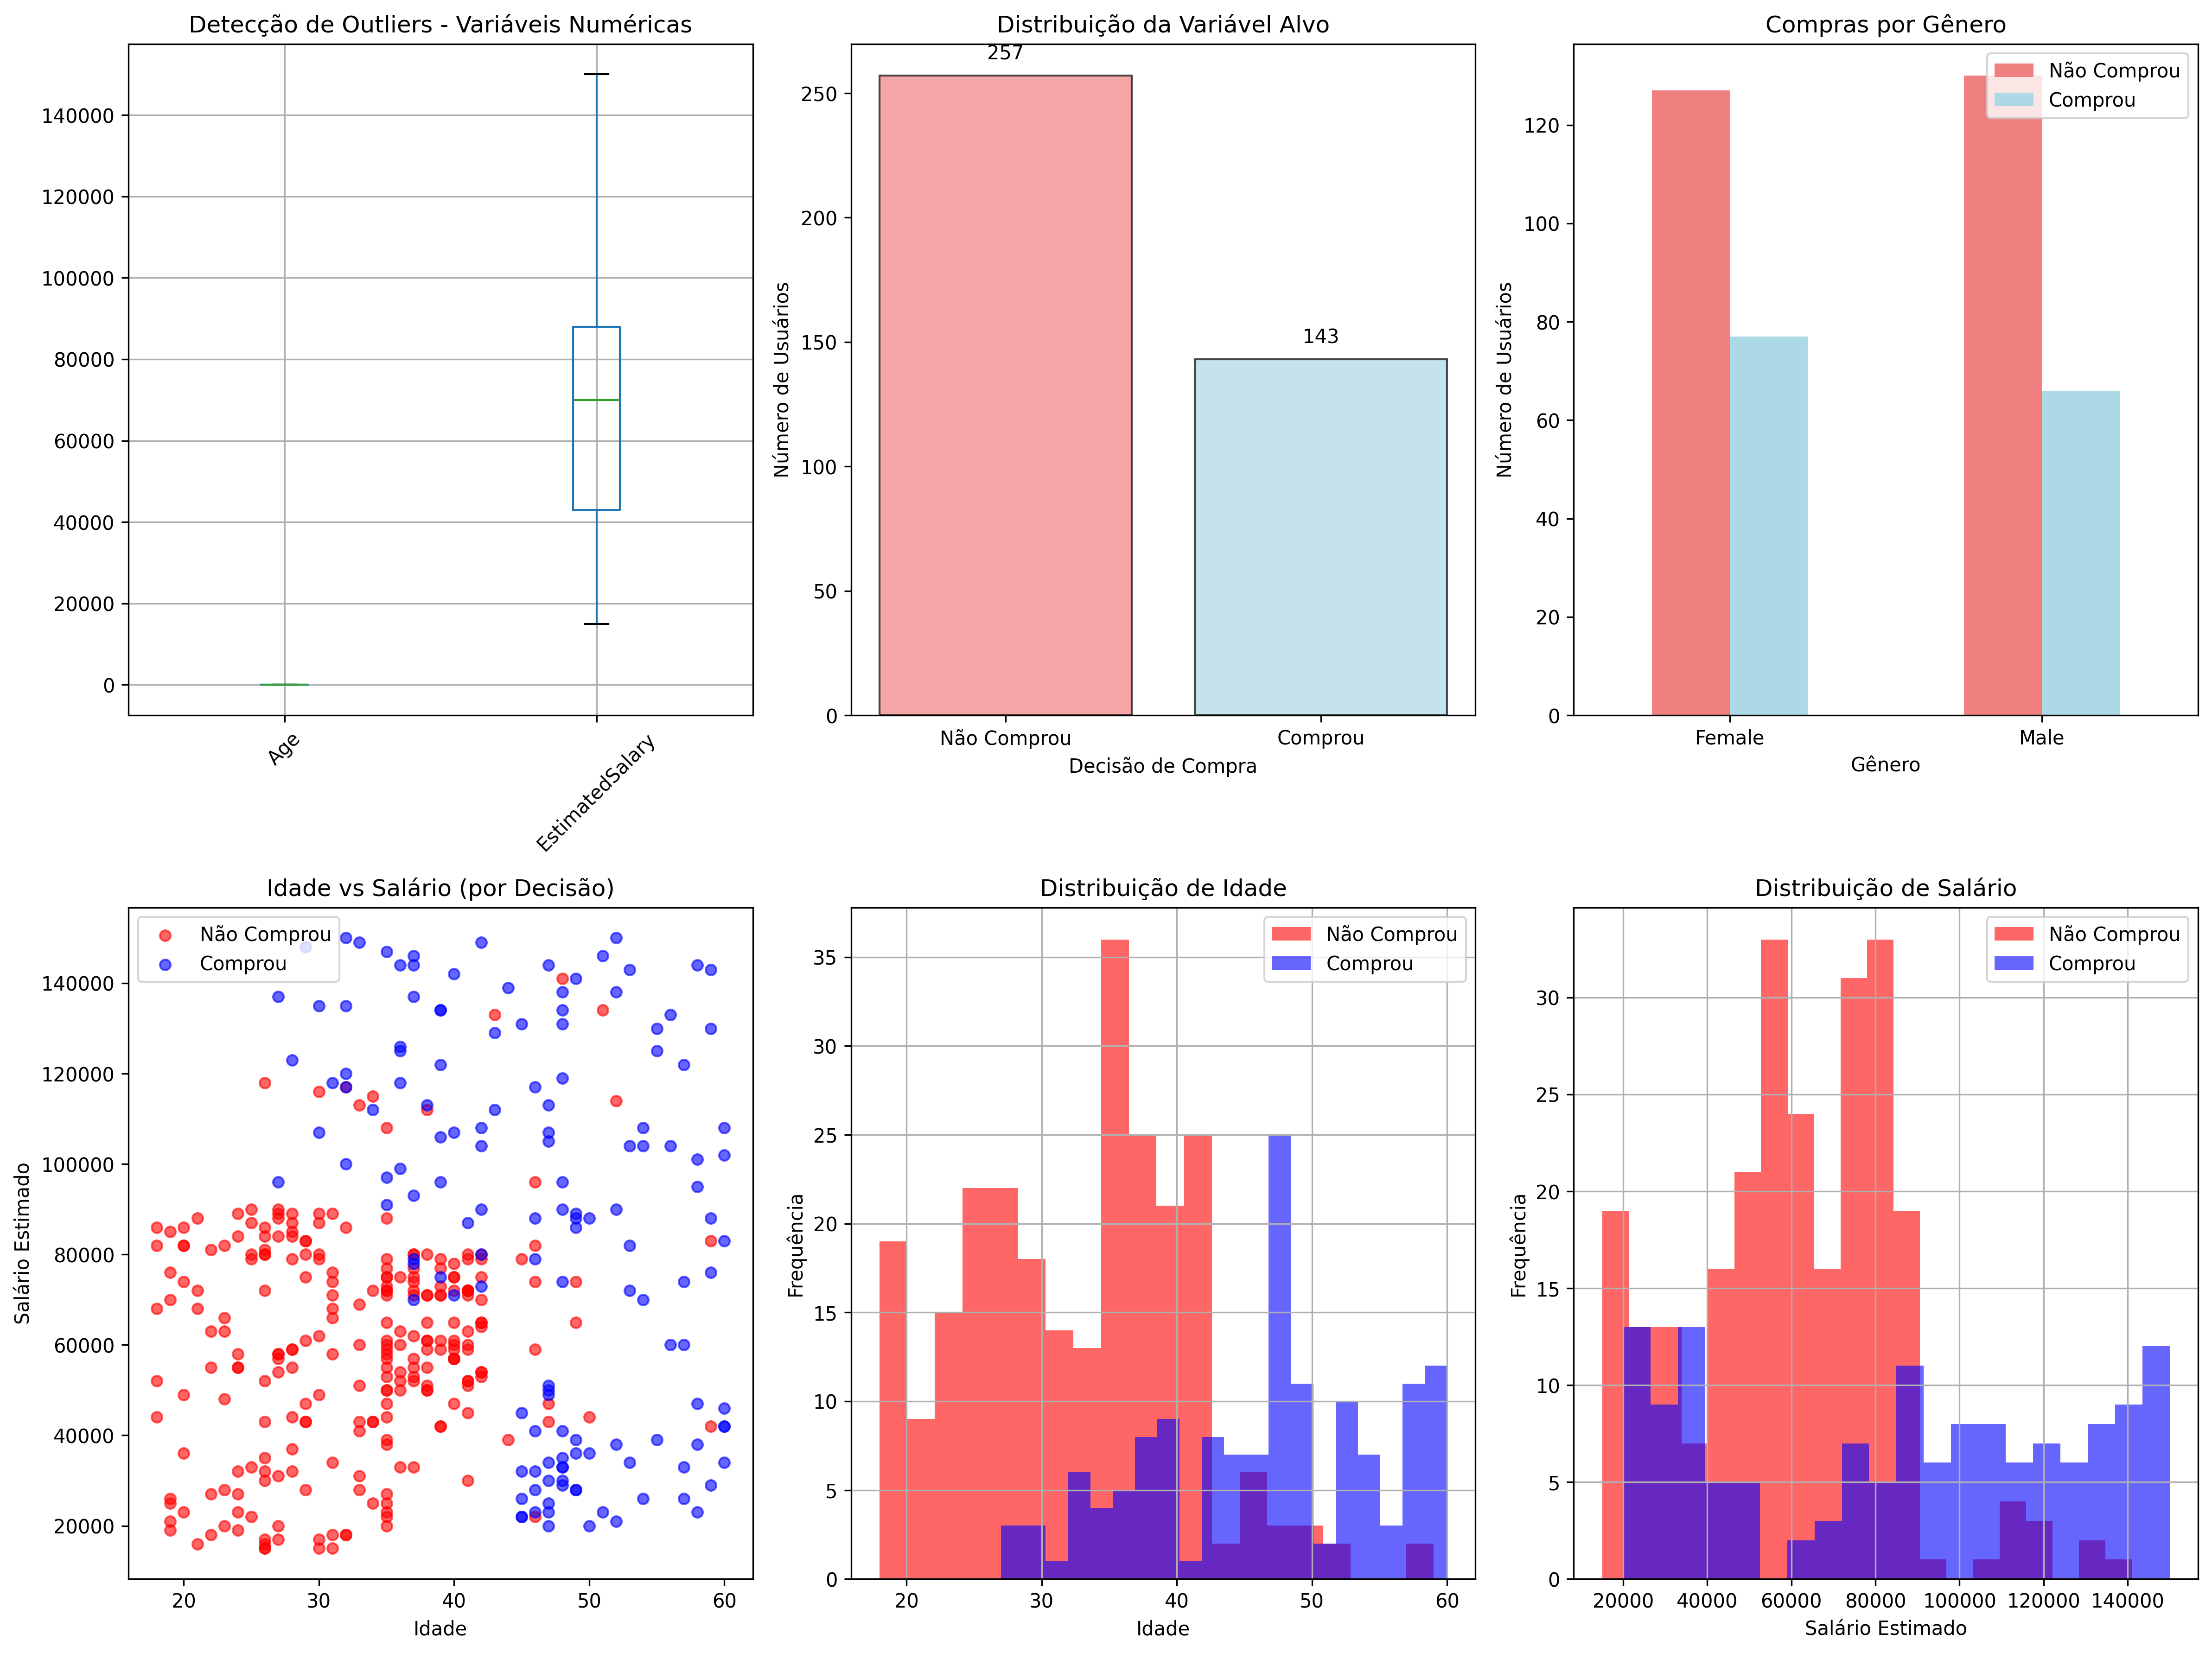 Detecção de Outliers - Variáveis Numéricas
140000
120000
100000
80000
60000
40000
20000
0
Age
EstimatedSalary
Distribuição da Variável Alvo
257
143
Número de Usuários
250
200
150
100
50
0
Não Comprou
Comprou
Decisão de Compra
Compras por Gênero
Não Comprou
Comprou
Número de Usuários
120
100
80
60
40
20
0
Female
Male
Gênero
Idade vs Salário (por Decisão)
Não Comprou
Comprou
Salário Estimado
140000
120000
100000
80000
60000
40000
20000
20
30
40
50
60
Idade
Distribuição de Idade
Não Comprou
Comprou
Frequência
35
30
25
20
15
10
5
0
20
30
40
50
60
Idade
Distribuição de Salário
Não Comprou
Comprou
Frequência
30
25
20
15
10
5
0
20000
40000
60000
80000
100000
120000
140000
Salário Estimado